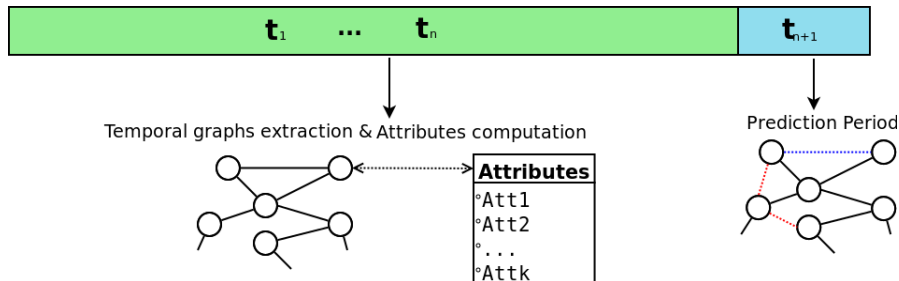 t1 ... tn tn+1
Temporal graphs extraction & Attributes computation
Prediction Period
Attributes
°Att1
°Att2
°...
°Attk